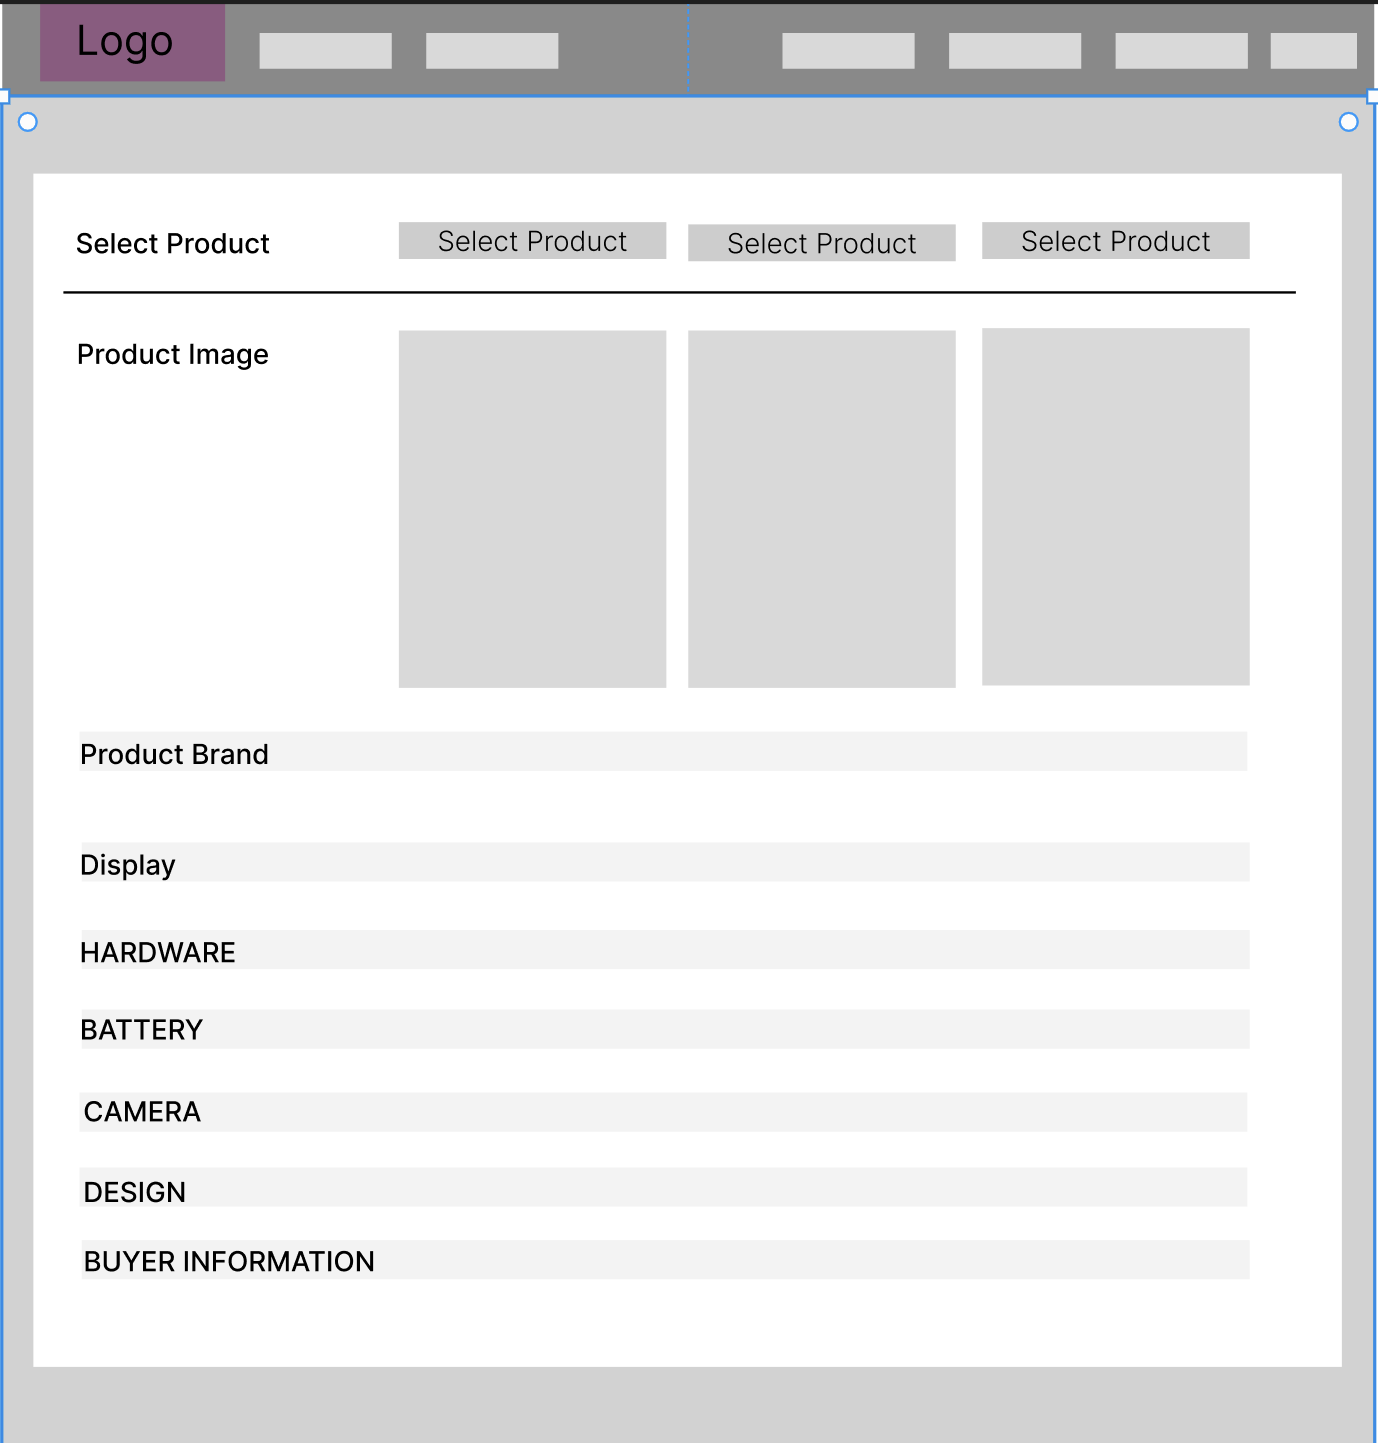 Logo
Select Product
Select Product
Select Product
Select Product
Product Image
Product Brand
Display
HARDWARE
BATTERY
CAMERA
DESIGN
BUYER INFORMATION